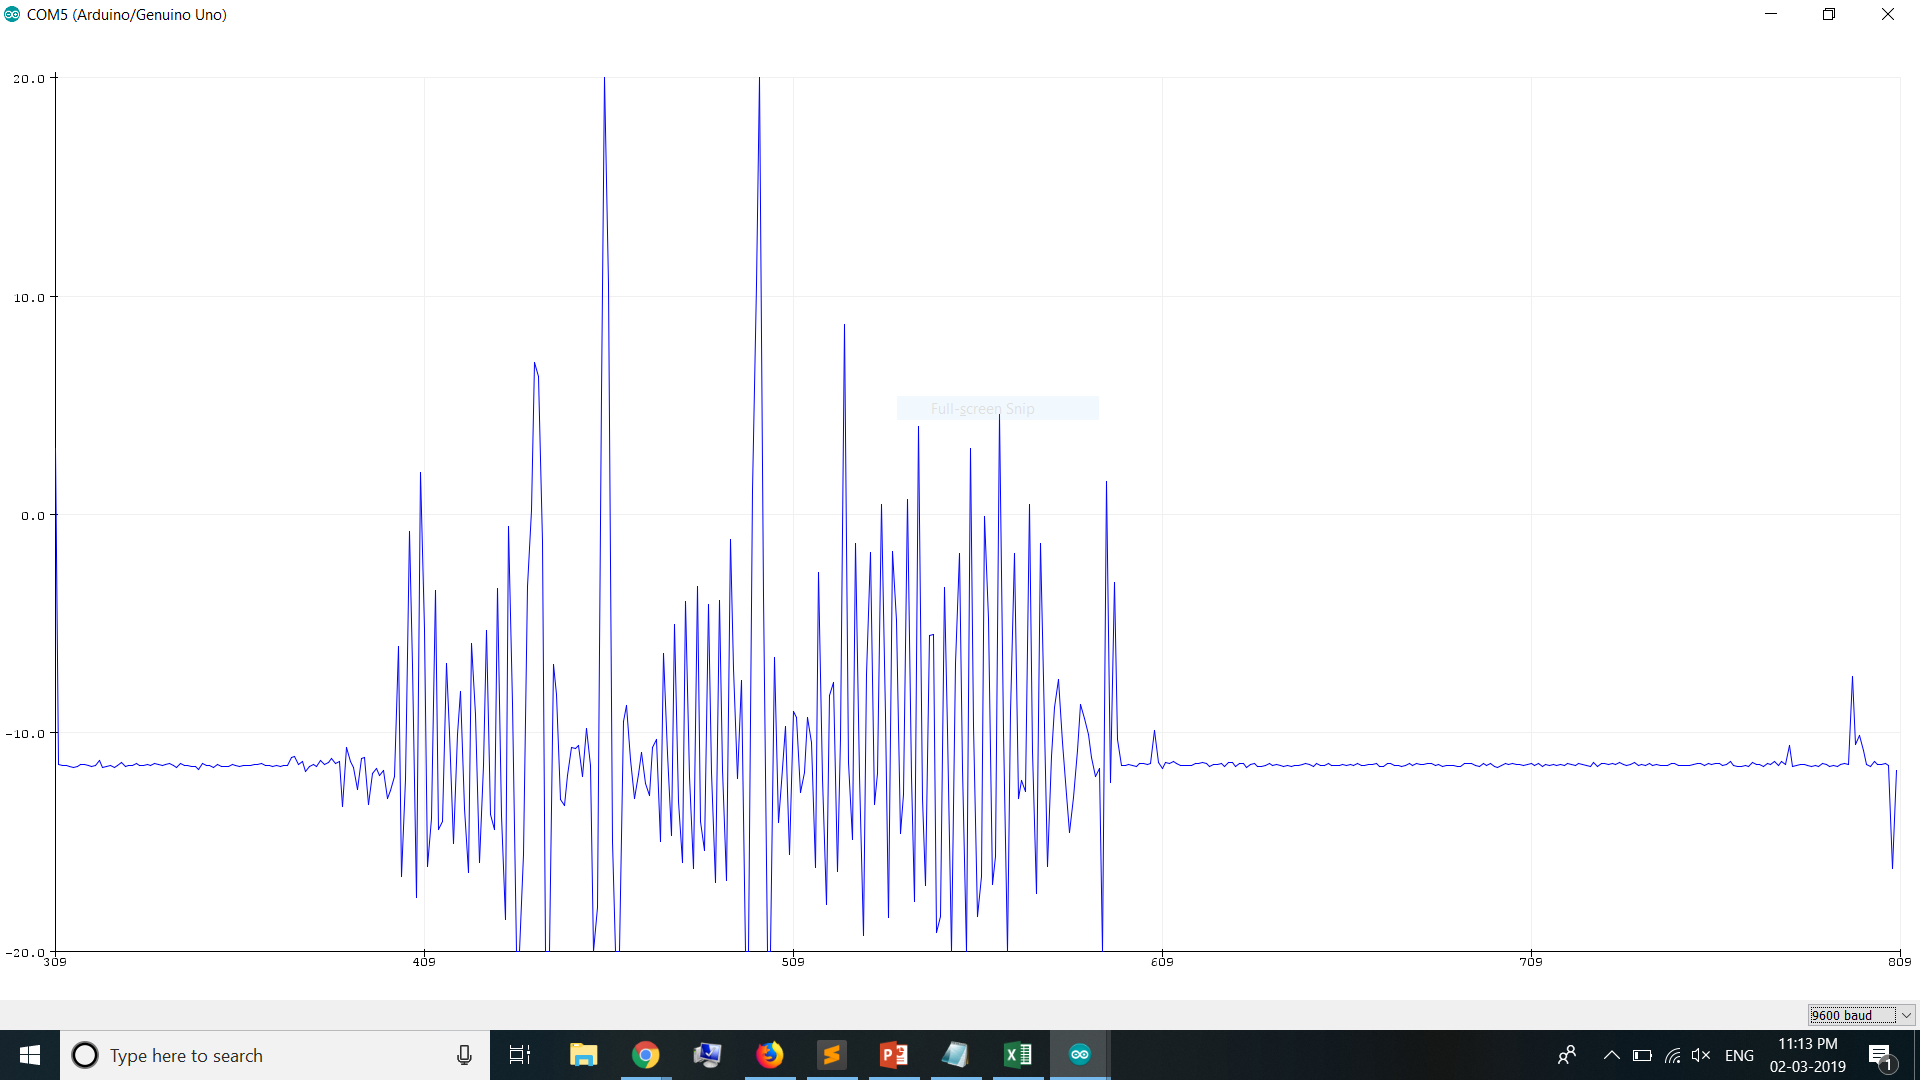 COM5 (Arduino/Genuino Uno)
20.0
10.0
Full-screen Snip
0.0
-10.0
-20.0
309 409 509 609 709 809
9600 baud
Type here to search
ENG
11:13 PM
02-03-2019
1